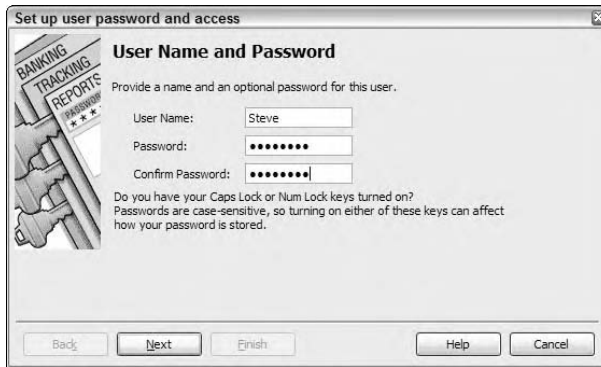 Set up user password and access
BANKING
TRACKING
REPORTS
PASSWORD
* * *
User Name and Password
Provide a name and an optional password for this user.
User Name: Steve
Password: ••••••••
Confirm Password: ••••••••
Do you have your Caps Lock or Num Lock keys turned on?
Passwords are case-sensitive, so turning on either of these keys can affect
how your password is stored.
Back Next Finish Help Cancel